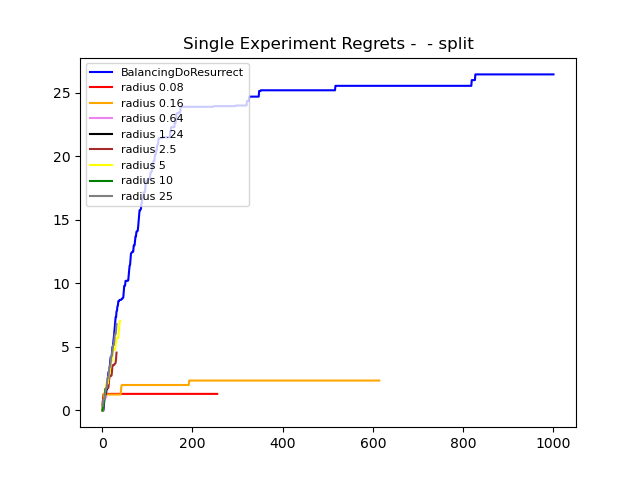 Single Experiment Regrets -  - split
BalancingDoResurrect
radius 0.08
radius 0.16
radius 0.64
radius 1.24
radius 2.5
radius 5
radius 10
radius 25
25
20
15
10
5
0
0 200 400 600 800 1000